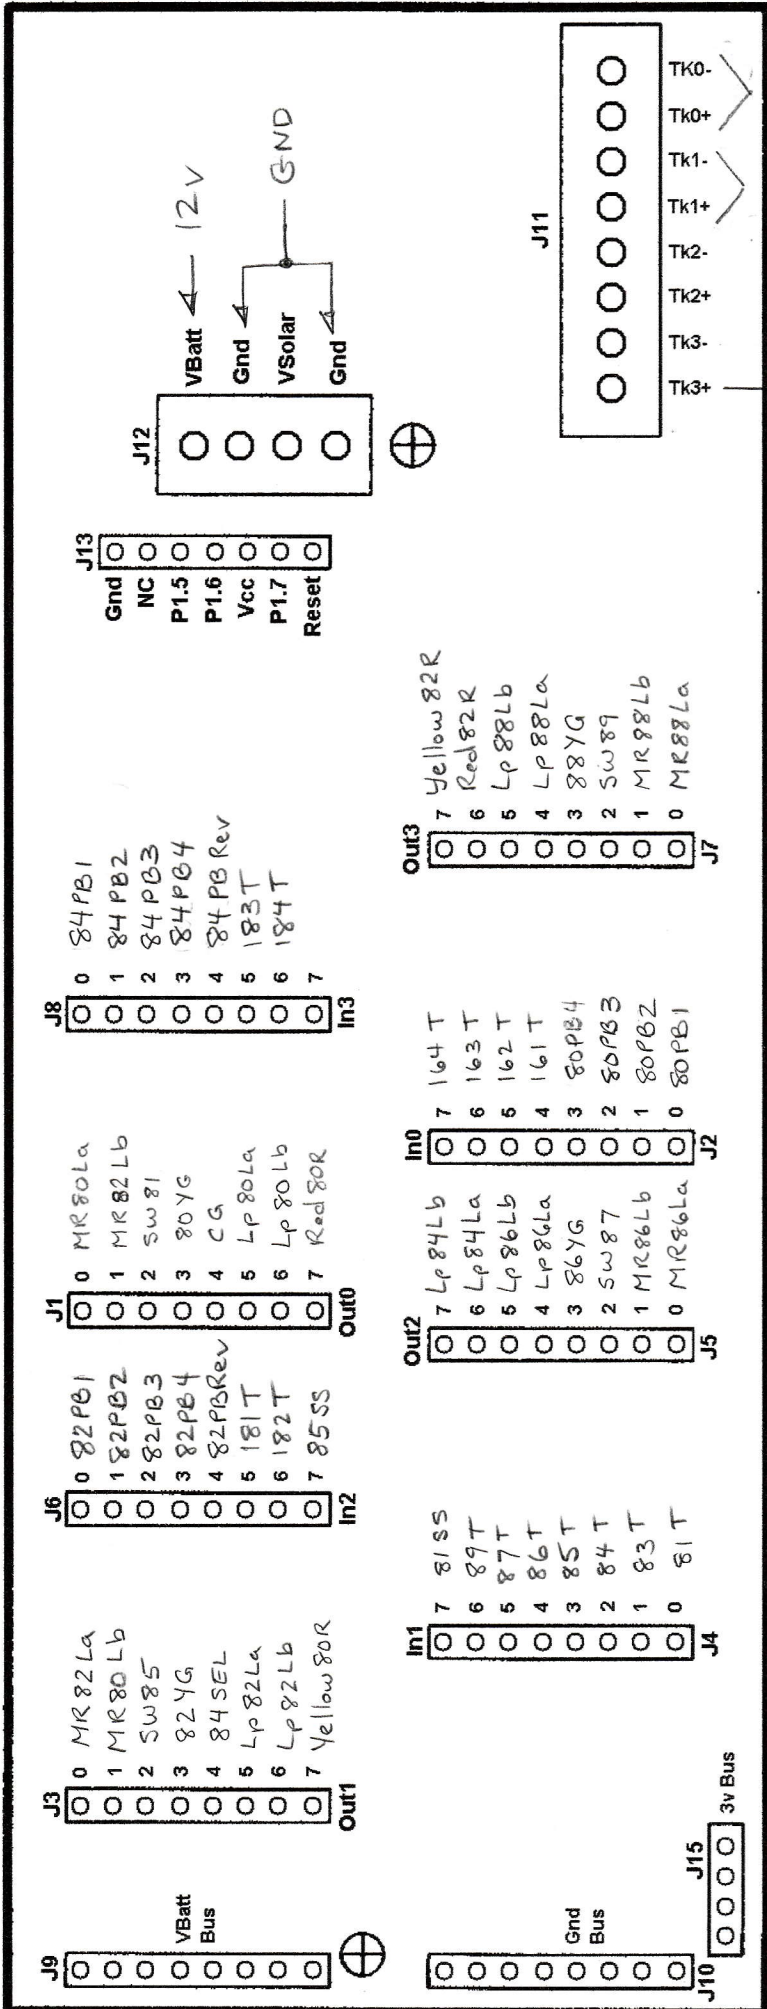 TK0-
Tk0+
Tk1-
Tk1+
Tk2-
Tk2+
Tk3-
Tk3+
J11
VBatt 12V
Gnd
VSolar GND
Gnd
J12
J13
Gnd
NC
P1.5
P1.6
Vcc
P1.7
Reset
J8
0 84PB1
1 84PB2
2 84PB3
3 84PB4
4 84PBRev
5 183T
6 184T
7
In3
Out3
7 Yellow82R
6 Red82R
5 Lp88Lb
4 Lp88La
3 88YG
2 SW89
1 MR88Lb
0 MR88La
J7
J1
0 MR80La
1 MR82Lb
2 SW81
3 80YG
4 CG
5 Lp80La
6 Lp80Lb
7 Red80R
Out0
In0
7 164T
6 163T
5 162T
4 161T
3 80PB4
2 80PB3
1 80PB2
0 80PB1
J2
J6
0 82PB1
1 82PB2
2 82PB3
3 82PB4
4 82PBRev
5 181T
6 182T
7 85SS
In2
Out2
7 Lp84Lb
6 Lp84La
5 Lp86Lb
4 Lp86La
3 86YG
2 SW87
1 MR86Lb
0 MR86La
J5
J3
0 MR82La
1 MR80Lb
2 SW85
3 82YG
4 84SEL
5 Lp82La
6 Lp82Lb
7 Yellow80R
Out1
In1
7 81SS
6 89T
5 87T
4 86T
3 85T
2 84T
1 83T
0 81T
J4
J9
VBatt
Bus
Gnd
Bus
J10
J15
3v Bus